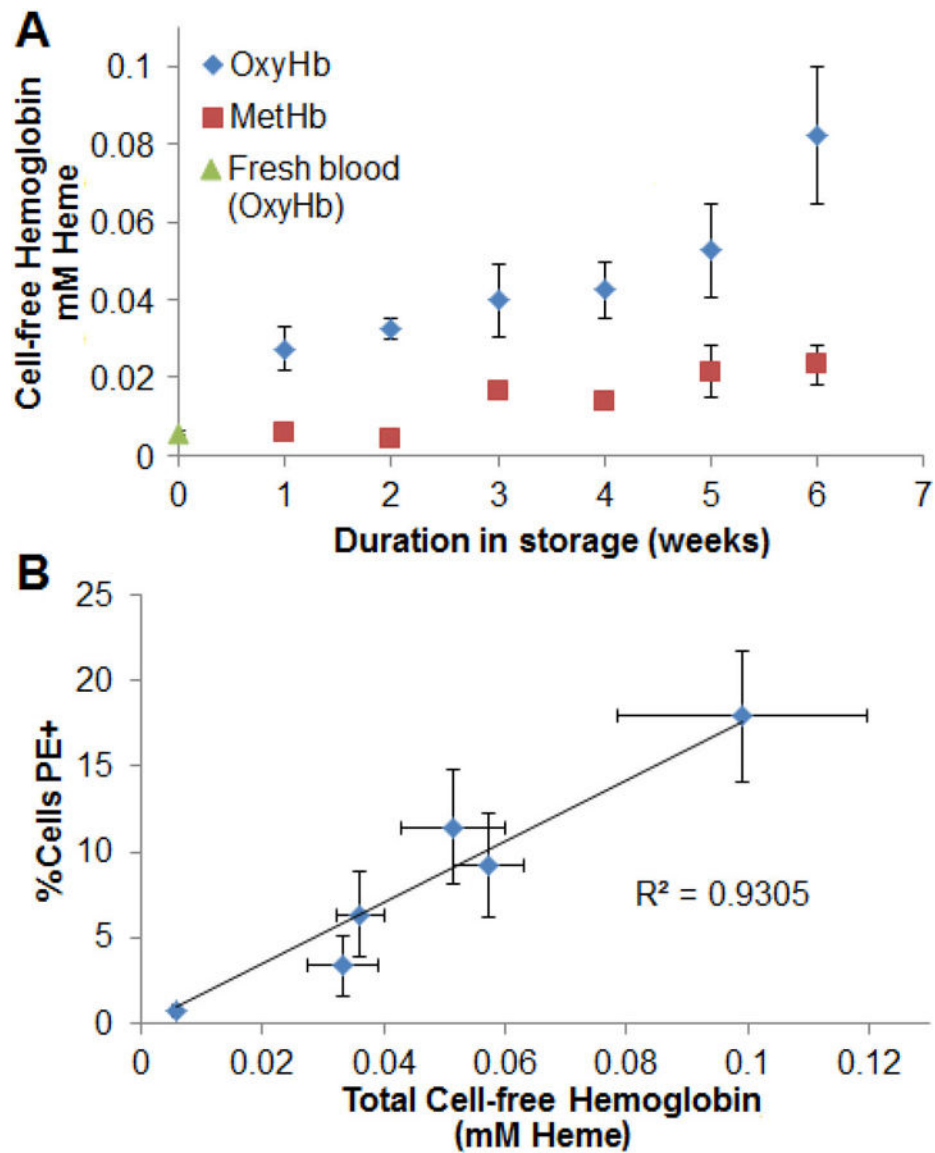 A
Cell-free Hemoglobin
mM Heme
0.1
0.08
0.06
0.04
0.02
0
OxyHb
MetHb
Fresh blood
(OxyHb)
0 1 2 3 4 5 6 7
Duration in storage (weeks)
B
%Cells PE+
25
20
15
10
5
0
R² = 0.9305
0 0.02 0.04 0.06 0.08 0.1 0.12
Total Cell-free Hemoglobin
(mM Heme)